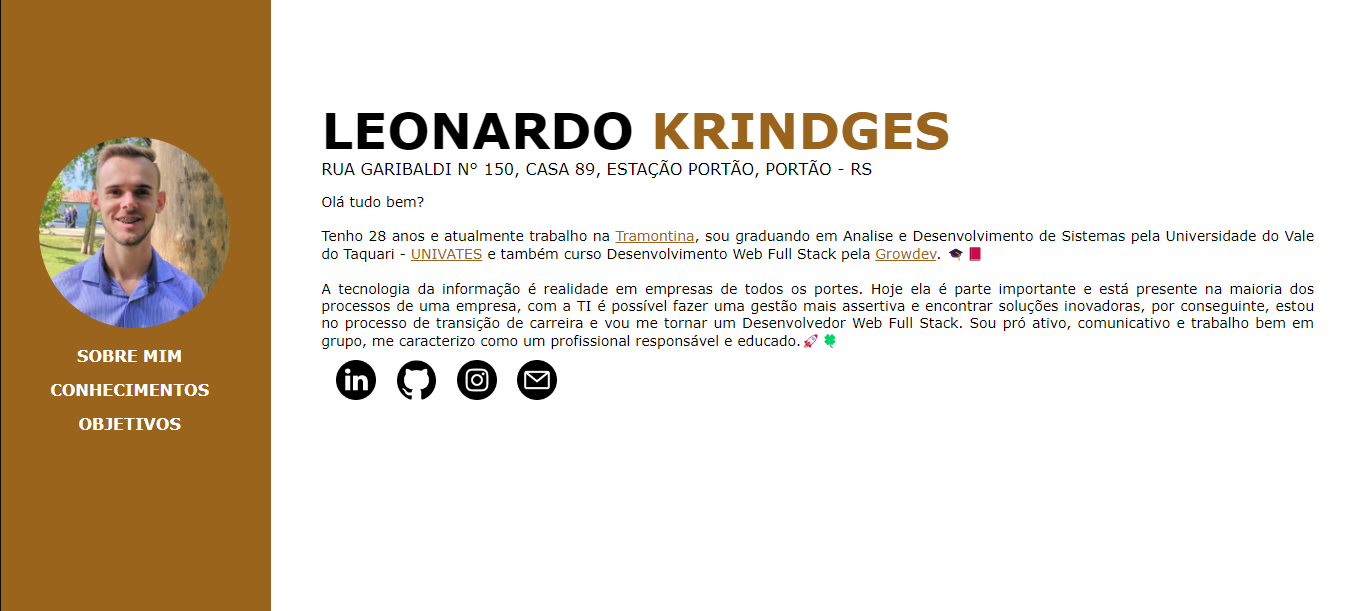 SOBRE MIM
CONHECIMENTOS
OBJETIVOS
LEONARDO KRINDGES
RUA GARIBALDI Nº 150, CASA 89, ESTAÇÃO PORTÃO, PORTÃO - RS
Olá tudo bem?
Tenho 28 anos e atualmente trabalho na Tramontina, sou graduando em Analise e Desenvolvimento de Sistemas pela Universidade do Vale
do Taquari - UNIVATES e também curso Desenvolvimento Web Full Stack pela Growdev. 🎓📕
A tecnologia da informação é realidade em empresas de todos os portes. Hoje ela é parte importante e está presente na maioria dos
processos de uma empresa, com a TI é possível fazer uma gestão mais assertiva e encontrar soluções inovadoras, por conseguinte, estou
no processo de transição de carreira e vou me tornar um Desenvolvedor Web Full Stack. Sou pró ativo, comunicativo e trabalho bem em
grupo, me caracterizo como um profissional responsável e educado.🚀🍀
in